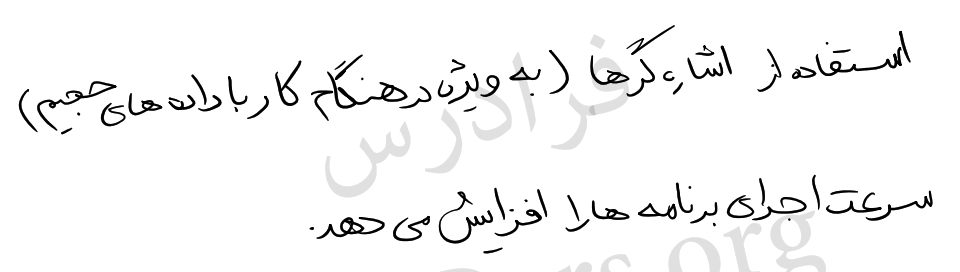 استفاده از اشاره‌گرها (به ویژه در هنگام کار با داده های حجیم)
سرعت اجرای برنامه ها را افزایش می دهد.
فرادرس